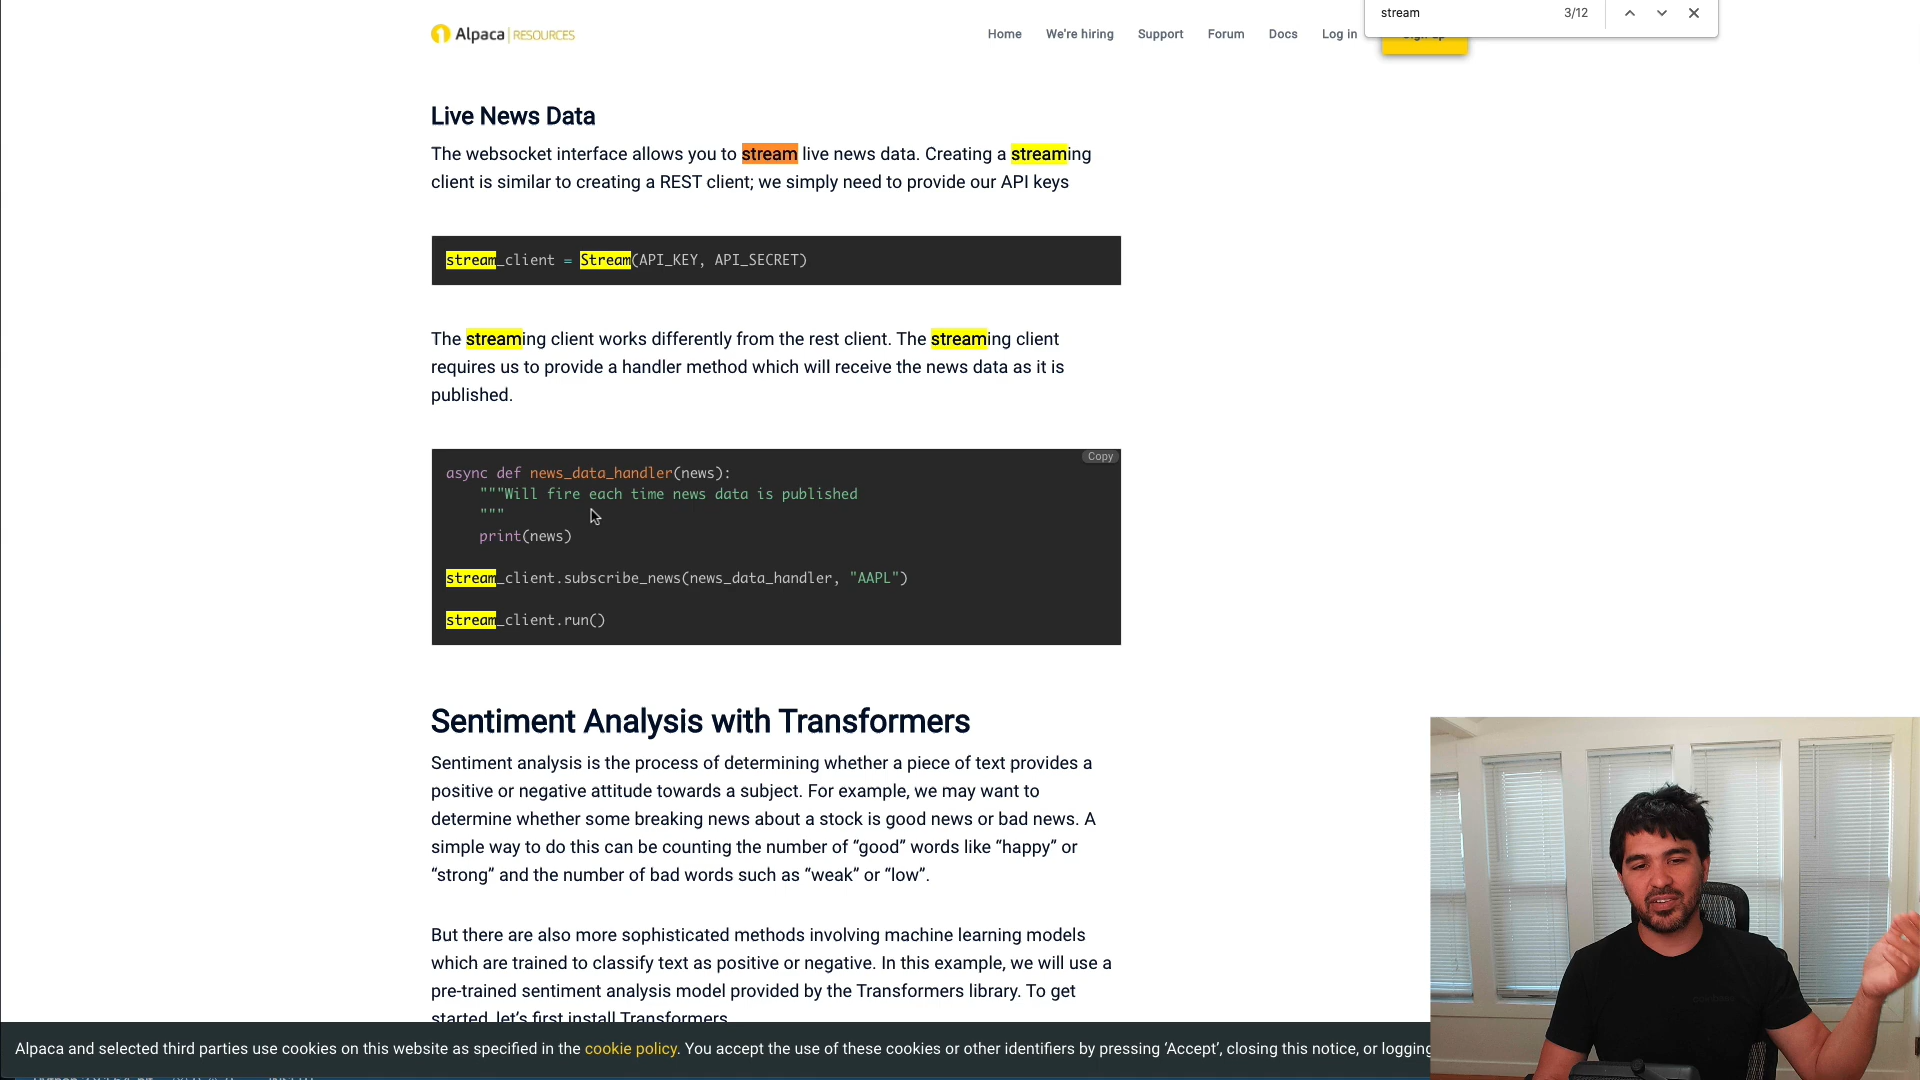 Alpaca | RESOURCES
Home We're hiring Support Forum Docs Log in
stream 3/12
Live News Data
The websocket interface allows you to stream live news data. Creating a streaming
client is similar to creating a REST client; we simply need to provide our API keys
stream_client = Stream(API_KEY, API_SECRET)
The streaming client works differently from the rest client. The streaming client
requires us to provide a handler method which will receive the news data as it is
published.
Copy
async def news_data_handler(news):
"""Will fire each time news data is published
"""
print(news)
stream_client.subscribe_news(news_data_handler, "AAPL")
stream_client.run()
Sentiment Analysis with Transformers
Sentiment analysis is the process of determining whether a piece of text provides a
positive or negative attitude towards a subject. For example, we may want to
determine whether some breaking news about a stock is good news or bad news. A
simple way to do this can be counting the number of “good” words like “happy” or
“strong” and the number of bad words such as “weak” or “low”.
But there are also more sophisticated methods involving machine learning models
which are trained to classify text as positive or negative. In this example, we will use a
pre-trained sentiment analysis model provided by the Transformers library. To get
started, let's first install Transformers
Alpaca and selected third parties use cookies on this website as specified in the cookie policy. You accept the use of these cookies or other identifiers by pressing ‘Accept’, closing this notice, or logging